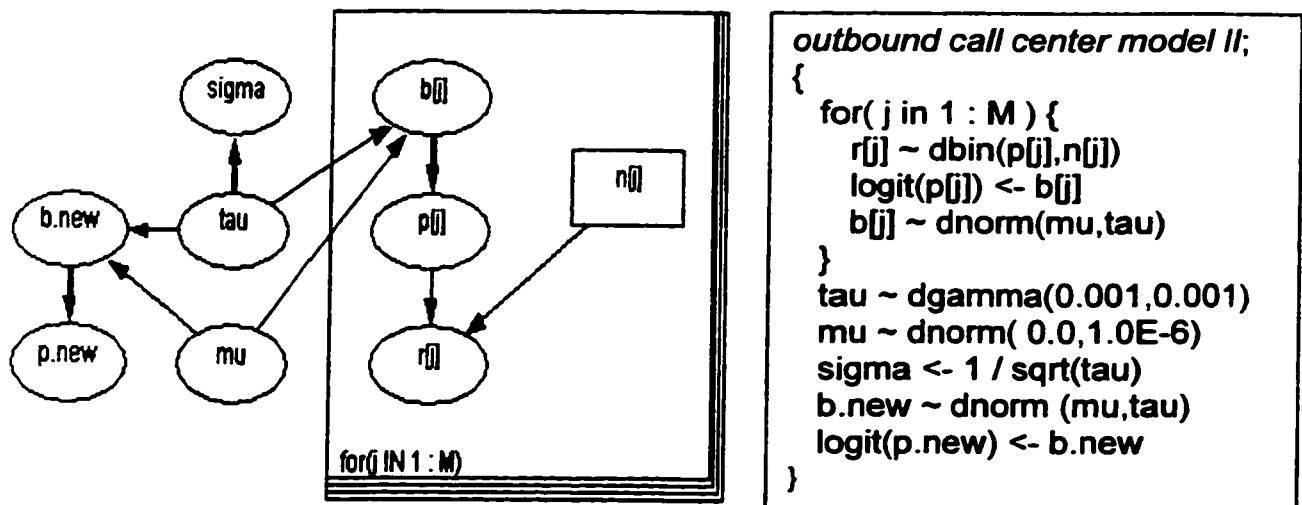 sigma
b[j]
n[j]
b.new
tau
p[j]
p.new
mu
r[j]
for(j IN 1 : M)
outbound call center model II;
{
for( j in 1 : M ) {
r[j] ~ dbin(p[j],n[j])
logit(p[j]) <- b[j]
b[j] ~ dnorm(mu,tau)
}
tau ~ dgamma(0.001,0.001)
mu ~ dnorm( 0.0,1.0E-6)
sigma <- 1 / sqrt(tau)
b.new ~ dnorm (mu,tau)
logit(p.new) <- b.new
}